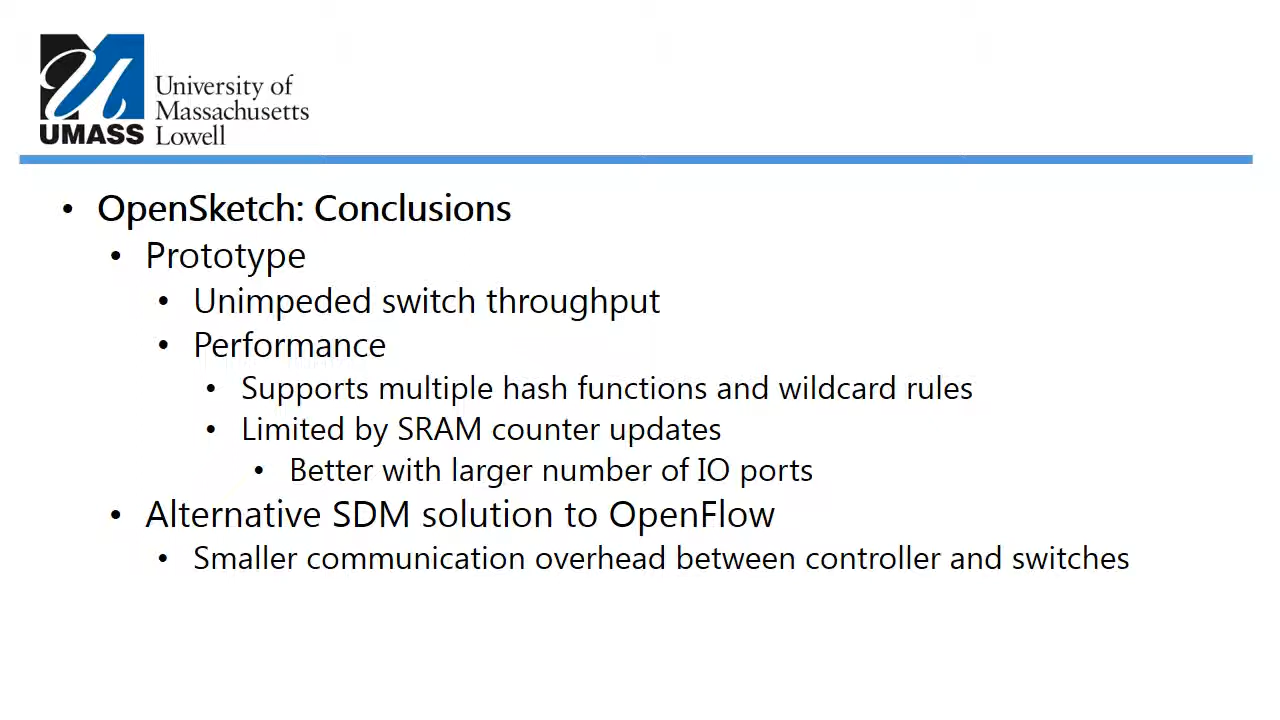 UMASS
University of
Massachusetts
Lowell
• OpenSketch: Conclusions
• Prototype
• Unimpeded switch throughput
• Performance
• Supports multiple hash functions and wildcard rules
• Limited by SRAM counter updates
• Better with larger number of IO ports
• Alternative SDM solution to OpenFlow
• Smaller communication overhead between controller and switches